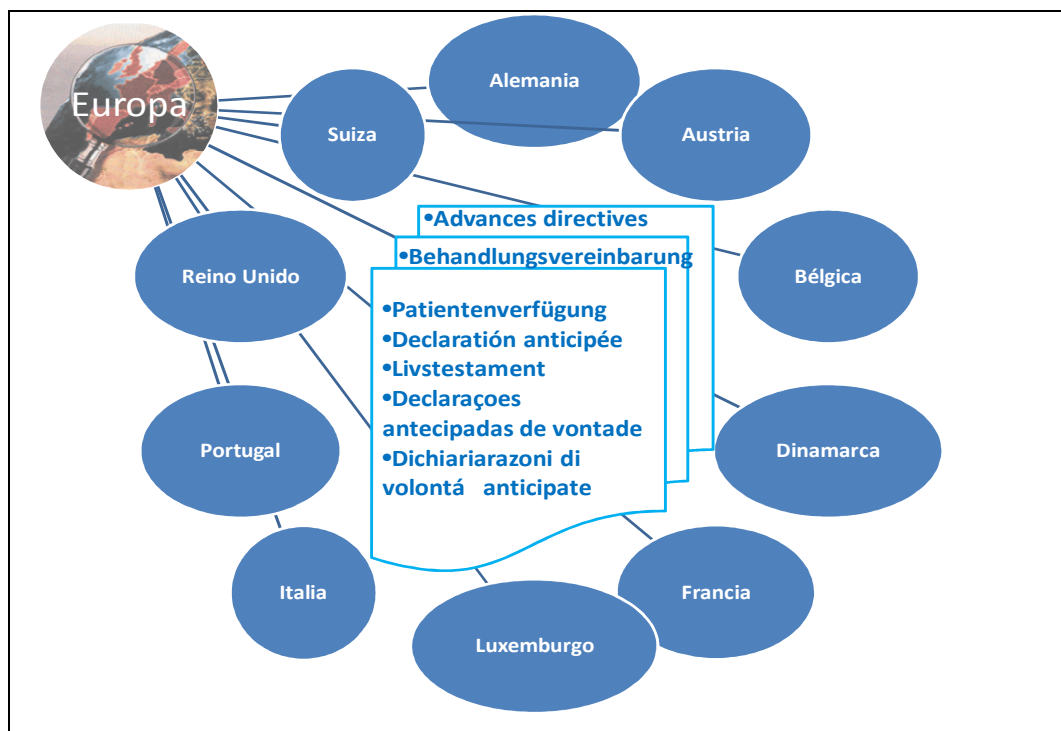 Europa
Alemania
Suiza
Austria
•Advances directives
•Behandlungsvereinbarung
Reino Unido
Bélgica
•Patientenverfügung
•Declaratión anticipée
•Livstestament
•Declaraçoes
antecipadas de vontade
•Dichiariarazoni di
volontá anticipate
Portugal
Dinamarca
Italia
Francia
Luxemburgo